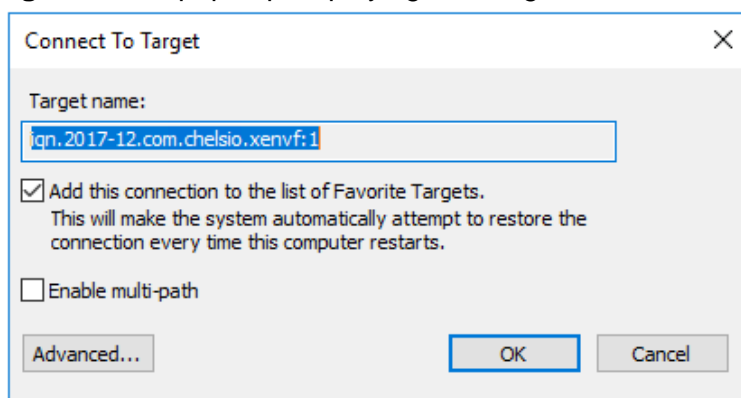 Connect To Target
Target name:
iqn.2017-12.com.chelsio.xenvf:1
Add this connection to the list of Favorite Targets.
This will make the system automatically attempt to restore the
connection every time this computer restarts.
Enable multi-path
Advanced...
OK
Cancel